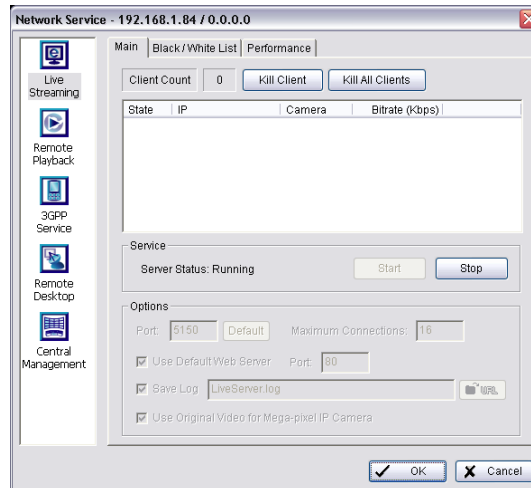 Network Service - 192.168.1.84 / 0.0.0.0
Live
Streaming
Remote
Playback
3GPP
Service
Remote
Desktop
Central
Management
Main Black / White List Performance
Client Count 0 Kill Client Kill All Clients
State IP Camera Bitrate (Kbps)
Service
Server Status: Running Start Stop
Options
Port: 5150 Default Maximum Connections: 16
Use Default Web Server Port: 80
Save Log LiveServer.log URL
Use Original Video for Mega-pixel IP Camera
OK Cancel